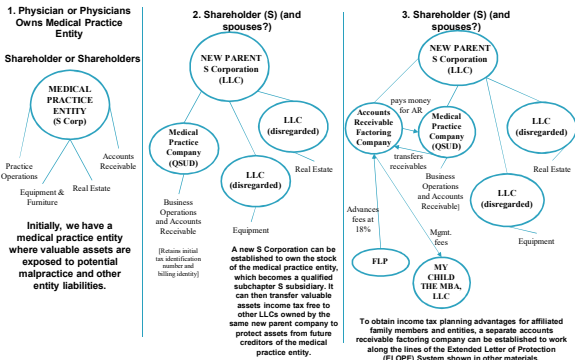 1. Physician or Physicians
Owns Medical Practice
Entity
Shareholder or Shareholders
MEDICAL
PRACTICE
ENTITY
(S Corp)
Practice
Operations
Equipment &
Furniture
Real Estate
Accounts
Receivable
Initially, we have a
medical practice entity
where valuable assets are
exposed to potential
malpractice and other
entity liabilities.
2. Shareholder (S) (and
spouses?)
NEW PARENT
S Corporation
(LLC)
Medical
Practice
Company
(QSUD)
LLC
(disregarded)
LLC
(disregarded)
Real Estate
Business
Operations
and Accounts
Receivable
Equipment
[Retains initial
tax identification
number and
billing identity]
A new S Corporation can be
established to own the stock
of the medical practice entity,
which becomes a qualified
subchapter S subsidiary. It
can then transfer valuable
assets income tax free to
other LLCs owned by the
same new parent company to
protect assets from future
creditors of the medical
practice entity.
3. Shareholder (S) (and
spouses?)
NEW PARENT
S Corporation
(LLC)
pays money
for AR
Accounts
Receivable
Factoring
Company
Medical
Practice
Company
(QSUD)
LLC
(disregarded)
transfers
receivables
Real Estate
Business
Operations
and Accounts
Receivable]
LLC
(disregarded)
Advances
fees at
18%
Mgmt.
fees
Equipment
FLP
MY
CHILD
THE MBA,
LLC
To obtain income tax planning advantages for affiliated
family members and entities, a separate accounts
receivable factoring company can be established to work
along the lines of the Extended Letter of Protection
(ELOPE) System shown in other materials.